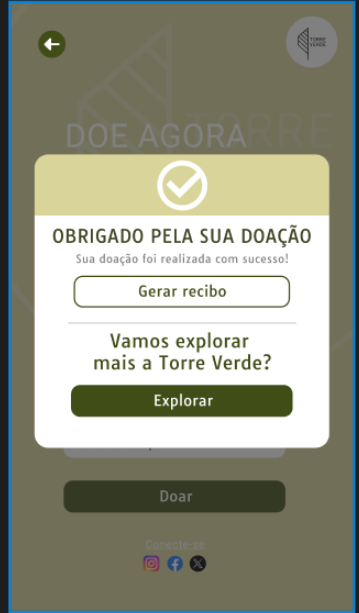 TORRE
VERDE
DOE AGORA
TORRE
OBRIGADO PELA SUA DOAÇÃO
Sua doação foi realizada com sucesso!
Gerar recibo
Vamos explorar
mais a Torre Verde?
Explorar
Doar
Conecte-se